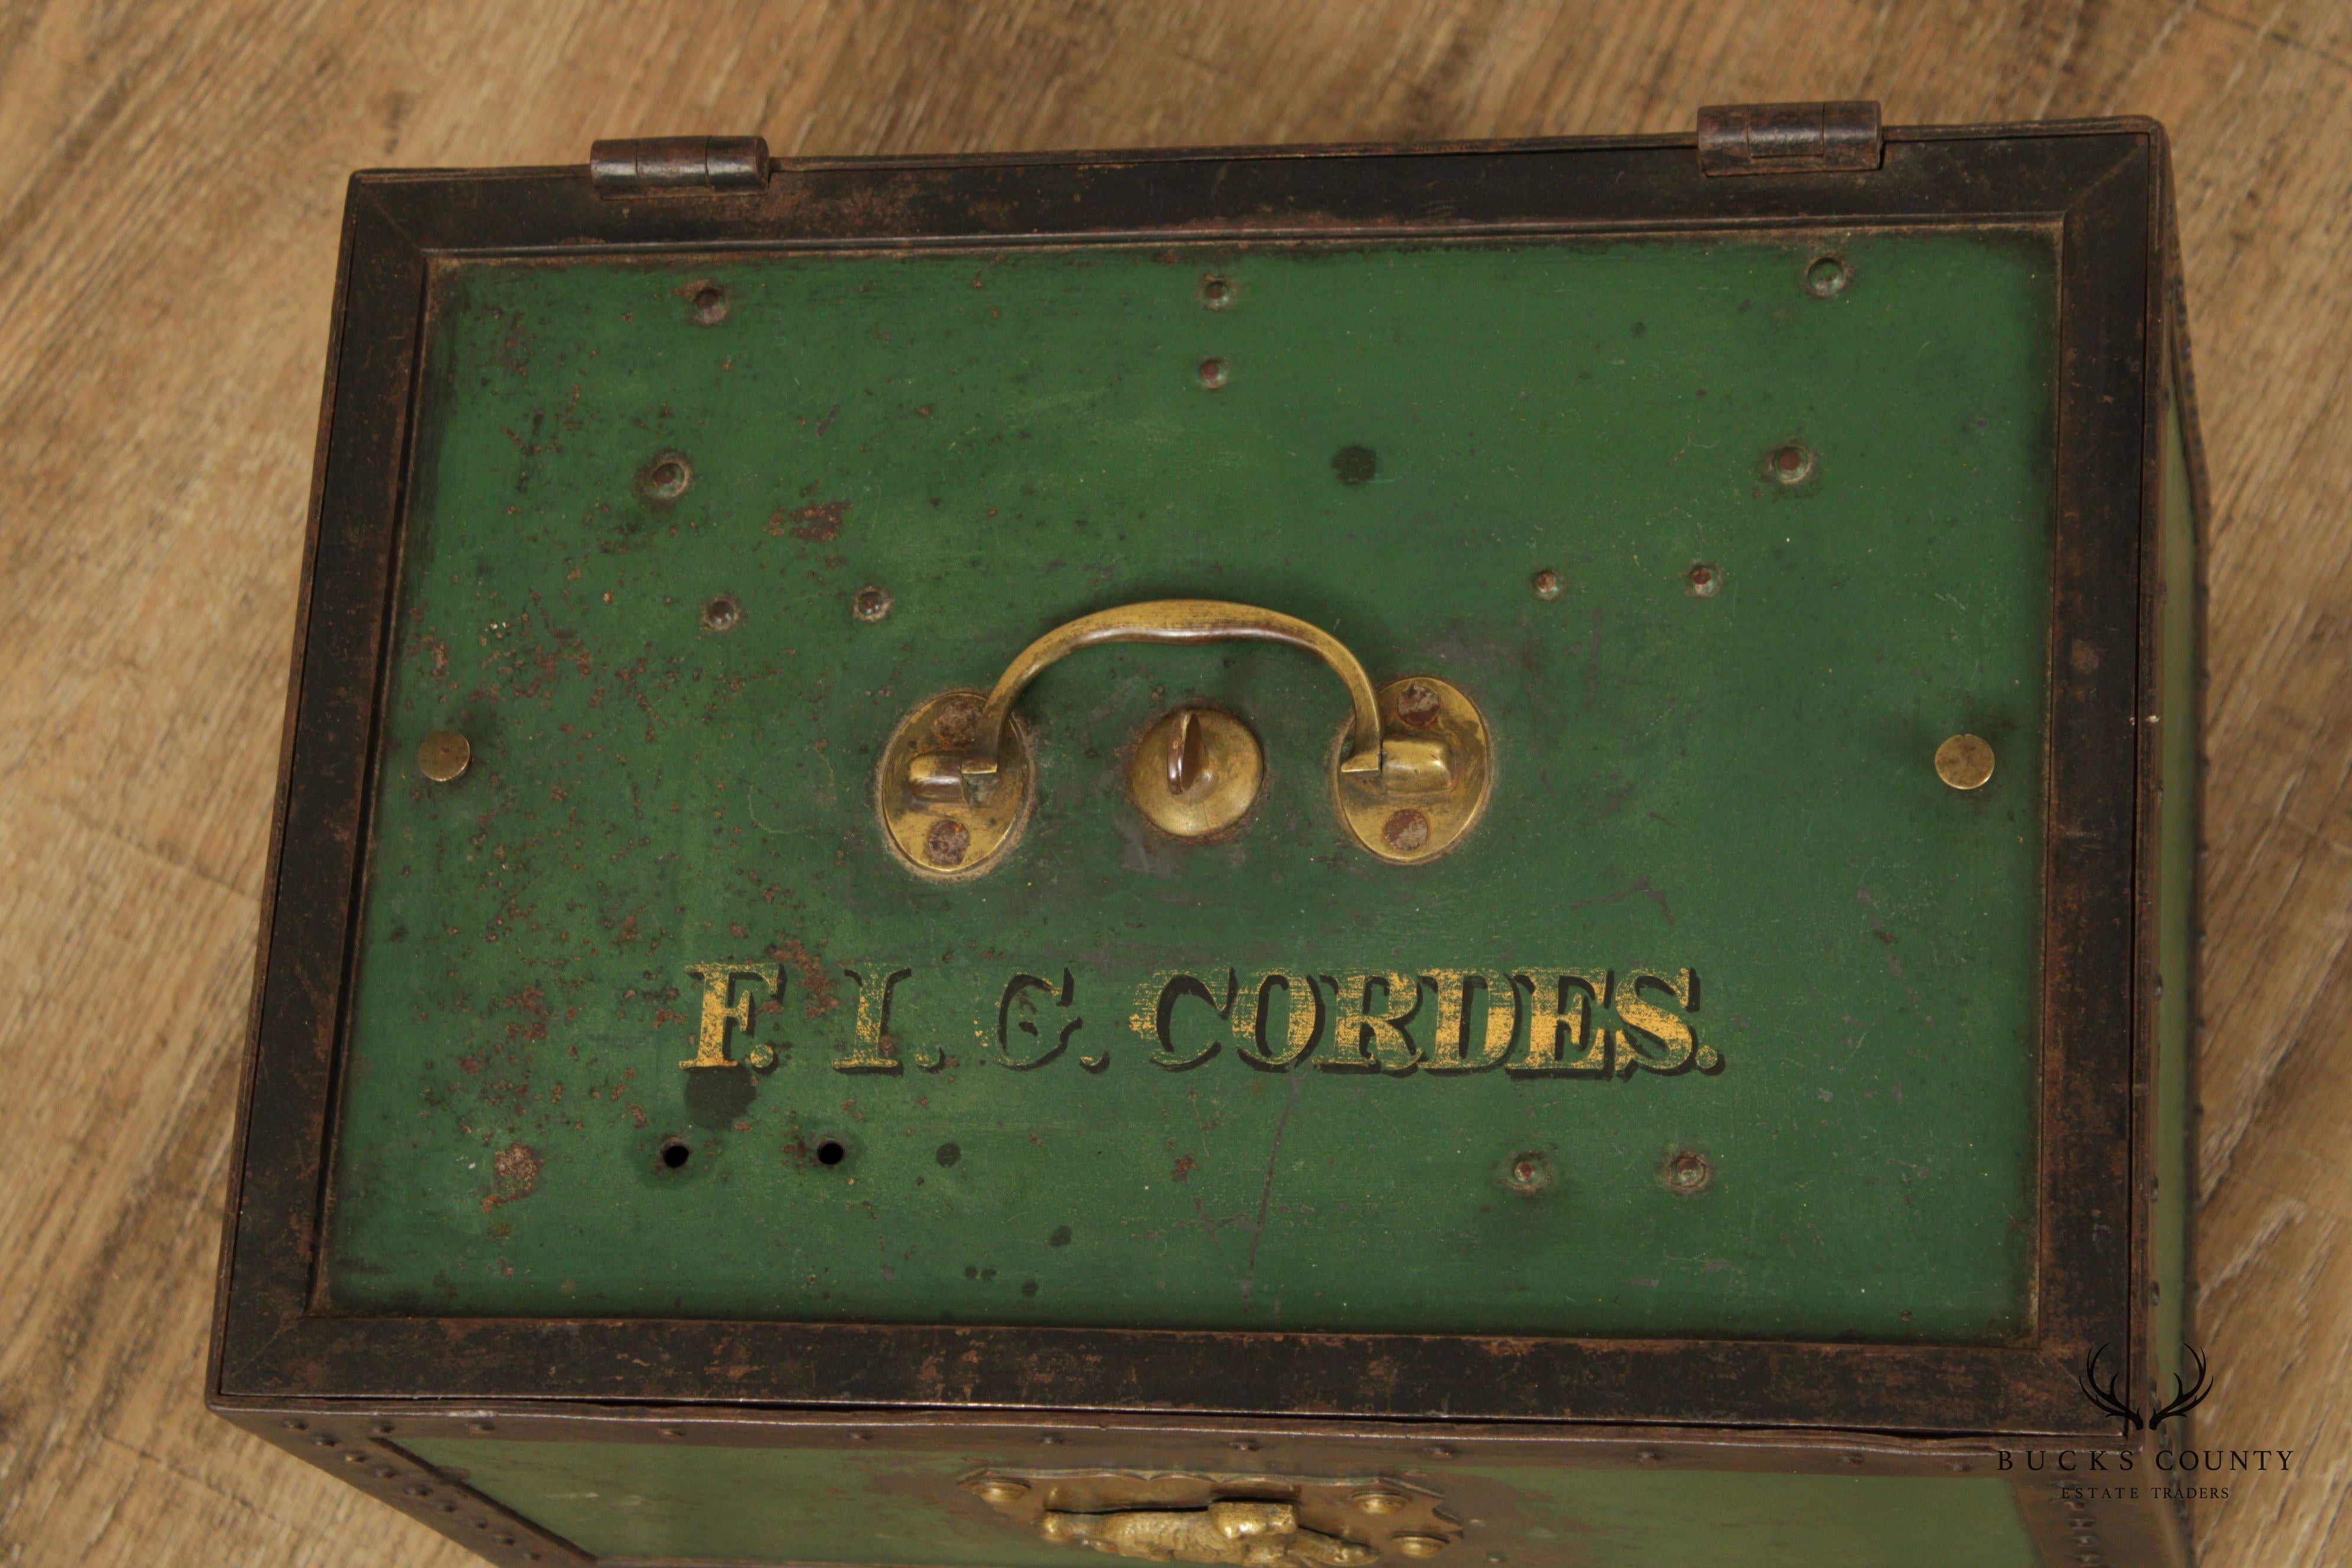 F. I. C. CORDES.
BUCKS COUNTY
ESTATE TRADERS